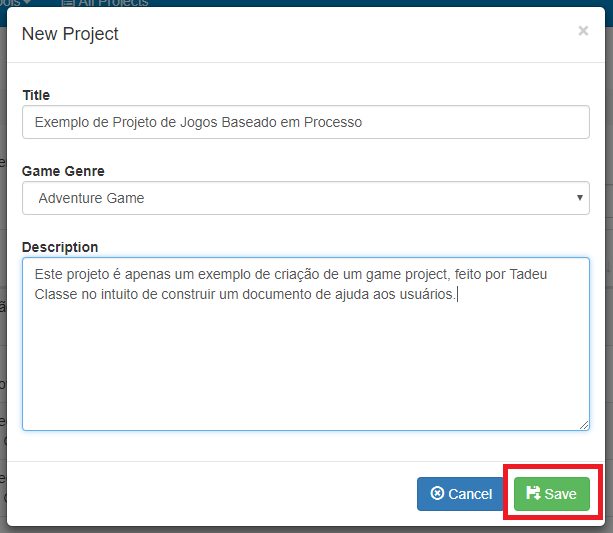 All Projects
New Project
×
Title
Exemplo de Projeto de Jogos Baseado em Processo
Game Genre
Adventure Game
Description
Este projeto é apenas um exemplo de criação de um game project, feito por Tadeu
Classe no intuito de construir um documento de ajuda aos usuários.
Cancel
Save